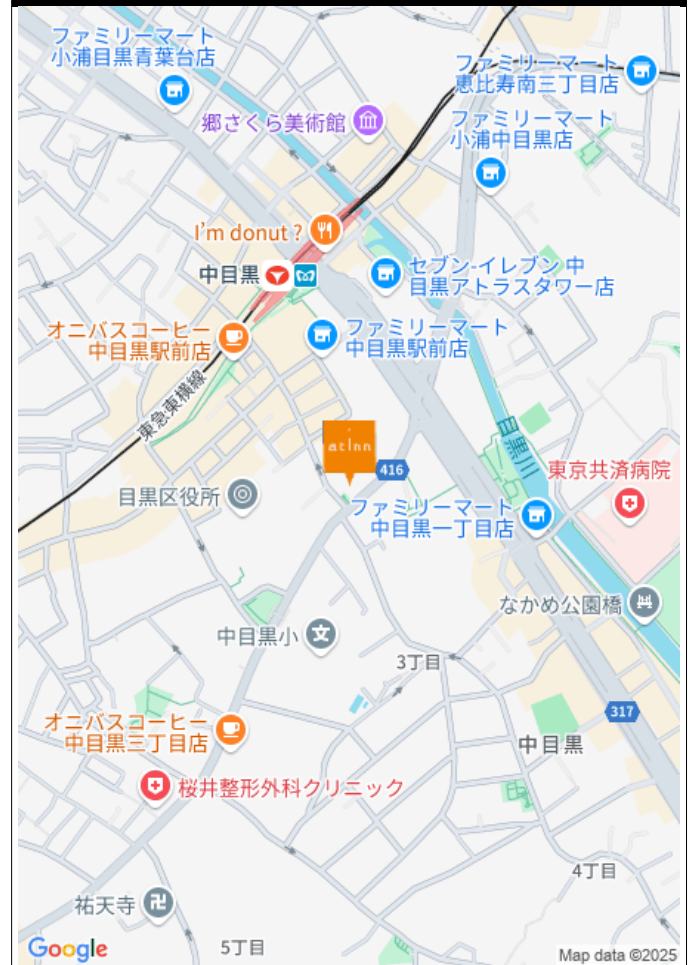 ファミリーマート
小浦目黒青葉台店
ファミリーマート
恵比寿南三丁目店
郷さくら美術館
ファミリーマート
小浦中目黒店
I'm donut ?
中目黒
セブン-イレブン 中
目黒アトラスタワー店
オニバスコーヒー
中目黒駅前店
ファミリーマート
中目黒駅前店
東急東横線
atInn
416
目黒川
東京共済病院
目黒区役所
ファミリーマート
中目黒一丁目店
なかめ公園橋
中目黒小
文
3丁目
317
オニバスコーヒー
中目黒三丁目店
中目黒
桜井整形外科クリニック
4丁目
祐天寺
卍
5丁目
Google
Map data ©2025